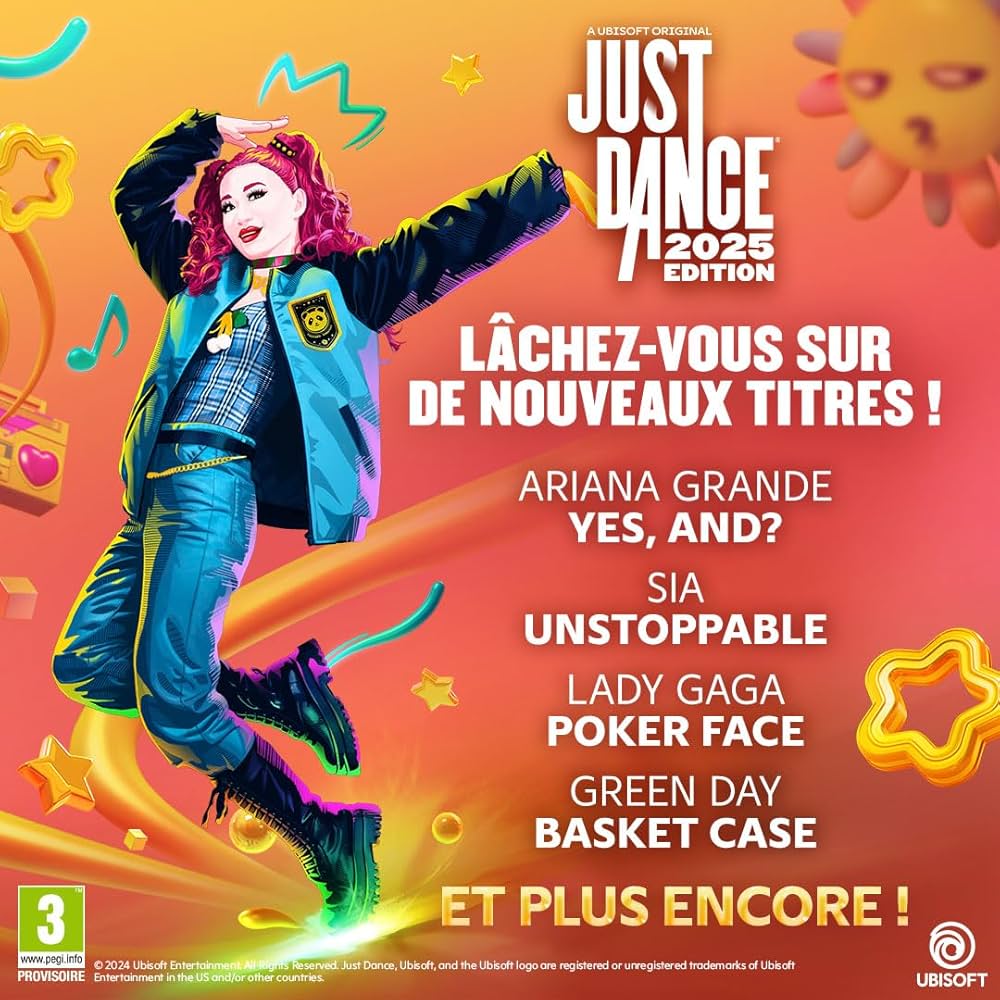 A UBISOFT ORIGINAL
JUST
DANCE®
2025
EDITION
LÂCHEZ-VOUS SUR
DE NOUVEAUX TITRES !
ARIANA GRANDE
YES, AND?
SIA
UNSTOPPABLE
LADY GAGA
POKER FACE
GREEN DAY
BASKET CASE
ET PLUS ENCORE !
3
™
www.pegi.info
PROVISOIRE
© 2024 Ubisoft Entertainment. All Rights Reserved. Just Dance, Ubisoft, and the Ubisoft logo are registered or unregistered trademarks of Ubisoft
Entertainment in the US and/or other countries.
UBISOFT